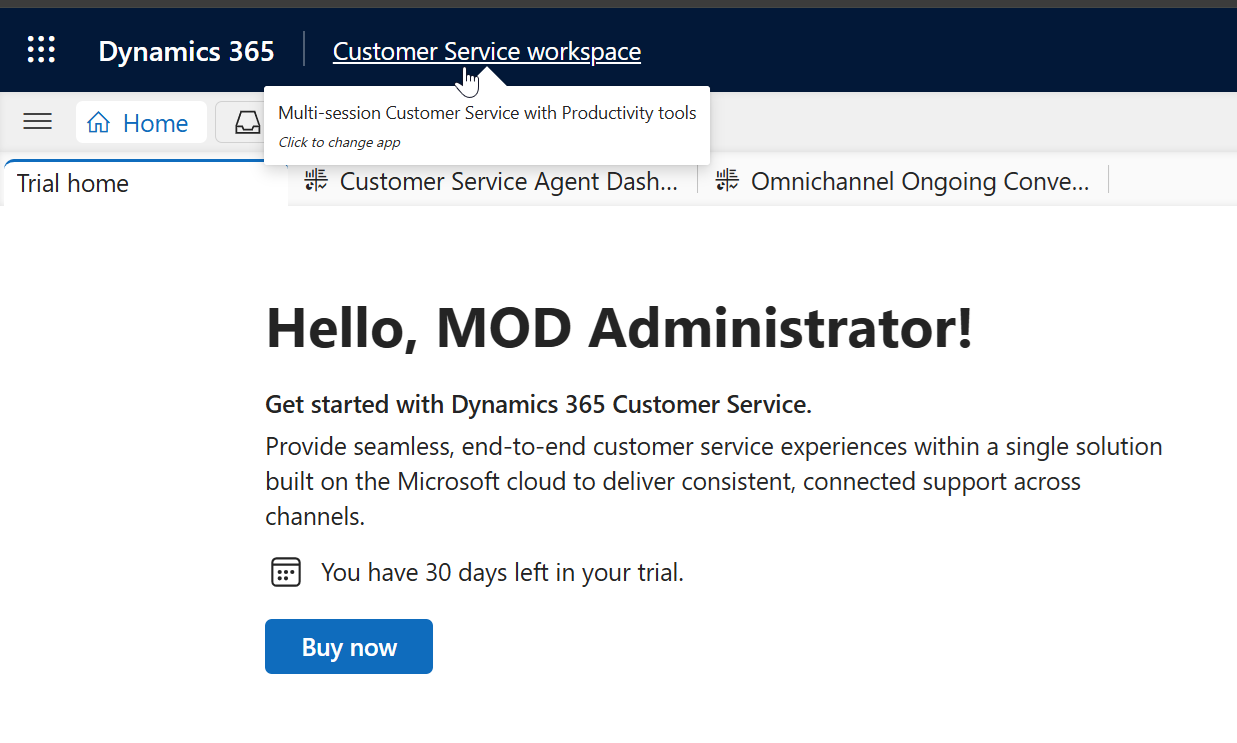 Dynamics 365
Customer Service workspace
Home
Multi-session Customer Service with Productivity tools
Click to change app
Trial home
Customer Service Agent Dash...
Omnichannel Ongoing Conve...
Hello, MOD Administrator!
Get started with Dynamics 365 Customer Service.
Provide seamless, end-to-end customer service experiences within a single solution
built on the Microsoft cloud to deliver consistent, connected support across
channels.
You have 30 days left in your trial.
Buy now